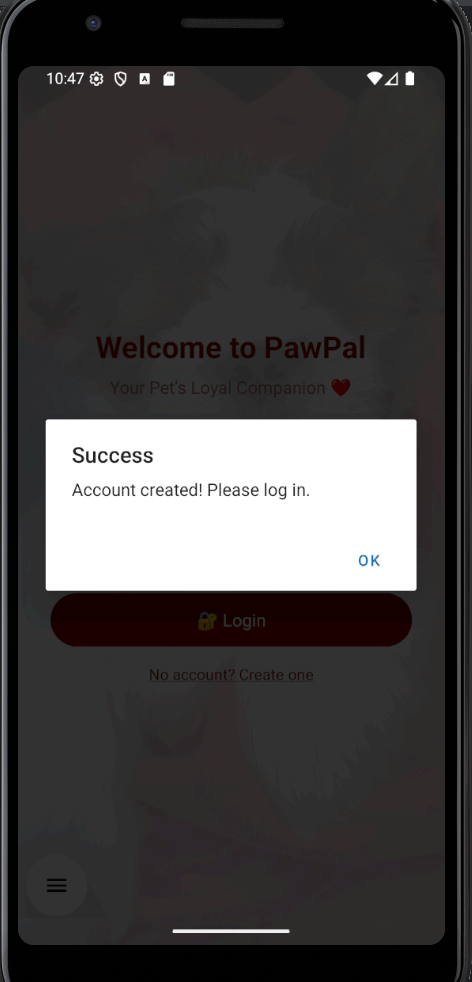 10:47
Welcome to PawPal
Your Pet's Loyal Companion ❤️
Success
Account created! Please log in.
OK
🔐 Login
No account? Create one